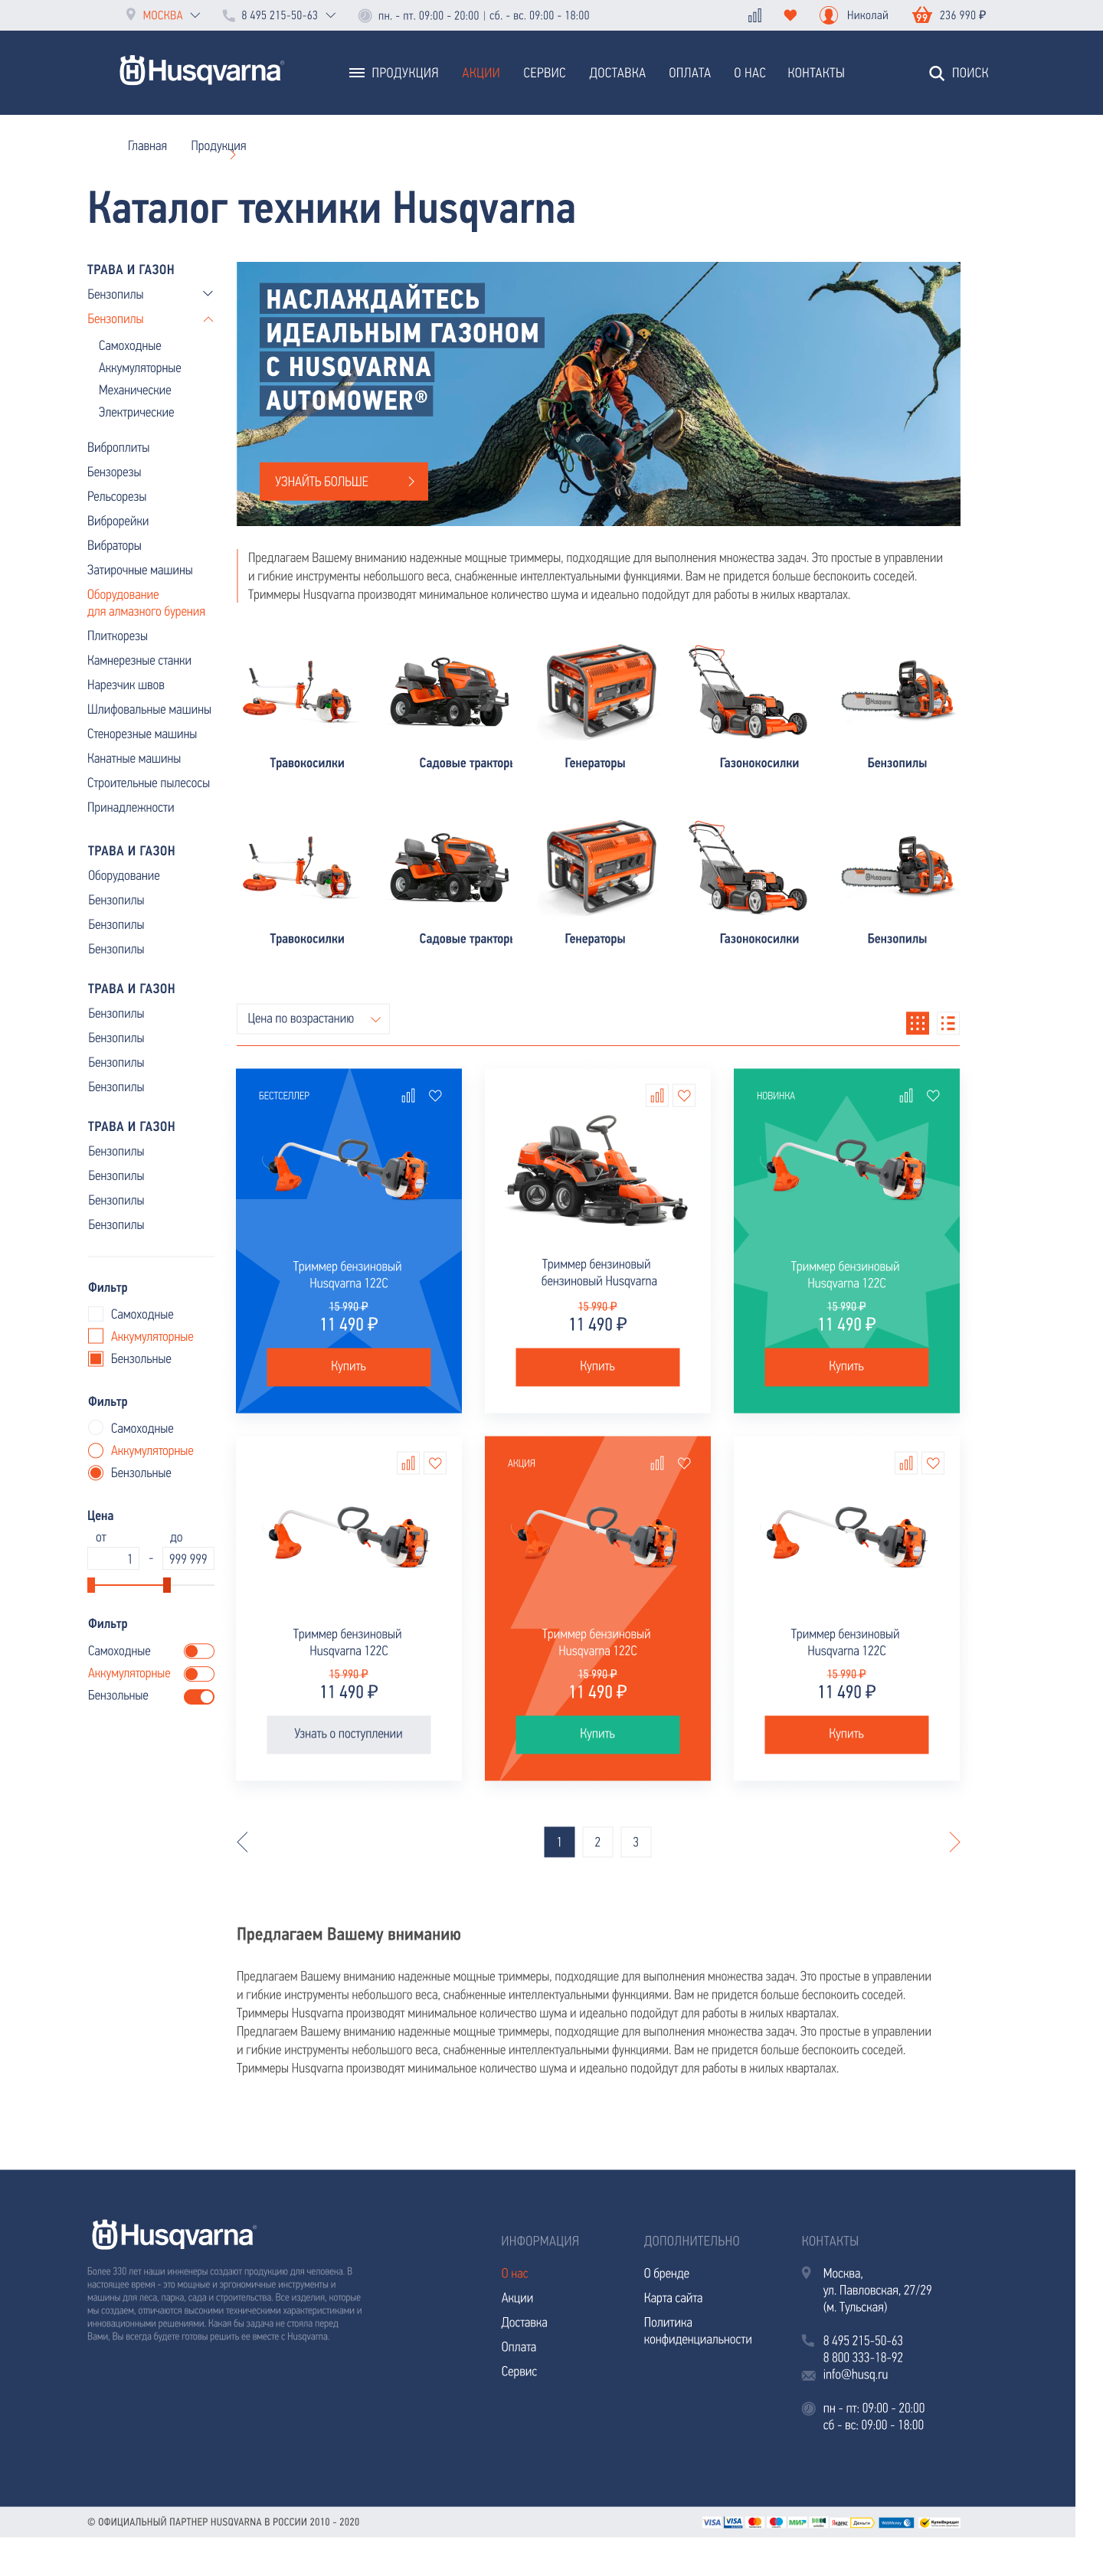 МОСКВА
8 495 215-50-63
пн. - пт. 09:00 - 20:00 | сб. - вс. 09:00 - 18:00
Николай
99
236 990 ₽
Husqvarna®
ПРОДУКЦИЯ
АКЦИИ
СЕРВИС
ДОСТАВКА
ОПЛАТА
О НАС
КОНТАКТЫ
ПОИСК
Главная
Продукция
Каталог техники Husqvarna
ТРАВА И ГАЗОН
Бензопилы
Бензопилы
Самоходные
Аккумуляторные
Механические
Электрические
Виброплиты
Бензорезы
Рельсорезы
Виброрейки
Вибраторы
Затирочные машины
Оборудование
для алмазного бурения
Плиткорезы
Камнерезные станки
Нарезчик швов
Шлифовальные машины
Стенорезные машины
Канатные машины
Строительные пылесосы
Принадлежности
ТРАВА И ГАЗОН
Оборудование
Бензопилы
Бензопилы
Бензопилы
ТРАВА И ГАЗОН
Бензопилы
Бензопилы
Бензопилы
Бензопилы
ТРАВА И ГАЗОН
Бензопилы
Бензопилы
Бензопилы
Бензопилы
Фильтр
Самоходные
Аккумуляторные
Бензольные
Фильтр
Самоходные
Аккумуляторные
Бензольные
Цена
от
до
1
-
999 999
Фильтр
Самоходные
Аккумуляторные
Бензольные
НАСЛАЖДАЙТЕСЬ
ИДЕАЛЬНЫМ ГАЗОНОМ
С HUSQVARNA
AUTOMOWER®
УЗНАЙТЬ БОЛЬШЕ
Предлагаем Вашему вниманию надежные мощные триммеры, подходящие для выполнения множества задач. Это простые в управлении
и гибкие инструменты небольшого веса, снабженные интеллектуальными функциями. Вам не придется больше беспокоить соседей.
Триммеры Husqvarna производят минимальное количество шума и идеально подойдут для работы в жилых кварталах.
Husqvarna
Травокосилки
Садовые тракторы
Генераторы
Газонокосилки
Бензопилы
Husqvarna
Травокосилки
Садовые тракторы
Генераторы
Газонокосилки
Бензопилы
Цена по возрастанию
БЕСТСЕЛЛЕР
Триммер бензиновый
Husqvarna 122C
15 990 ₽
11 490 ₽
Купить
Триммер бензиновый
бензиновый Husqvarna
15 990 ₽
11 490 ₽
Купить
НОВИНКА
Триммер бензиновый
Husqvarna 122C
15 990 ₽
11 490 ₽
Купить
Триммер бензиновый
Husqvarna 122C
15 990 ₽
11 490 ₽
Узнать о поступлении
АКЦИЯ
Триммер бензиновый
Husqvarna 122C
15 990 ₽
11 490 ₽
Купить
Триммер бензиновый
Husqvarna 122C
15 990 ₽
11 490 ₽
Купить
1
2
3
Предлагаем Вашему вниманию
Предлагаем Вашему вниманию надежные мощные триммеры, подходящие для выполнения множества задач. Это простые в управлении
и гибкие инструменты небольшого веса, снабженные интеллектуальными функциями. Вам не придется больше беспокоить соседей.
Триммеры Husqvarna производят минимальное количество шума и идеально подойдут для работы в жилых кварталах.
Предлагаем Вашему вниманию надежные мощные триммеры, подходящие для выполнения множества задач. Это простые в управлении
и гибкие инструменты небольшого веса, снабженные интеллектуальными функциями. Вам не придется больше беспокоить соседей.
Триммеры Husqvarna производят минимальное количество шума и идеально подойдут для работы в жилых кварталах.
Husqvarna®
Более 330 лет наши инженеры создают продукцию для человека. В
настоящее время - это мощные и эргономичные инструменты и
машины для леса, парка, сада и строительства. Все изделия, которые
мы создаем, отличаются высокими техническими характеристиками и
инновационными решениями. Какая бы задача не стояла перед
Вами, Вы всегда будете готовы решить ее вместе с Husqvarna.
ИНФОРМАЦИЯ
О нас
Акции
Доставка
Оплата
Сервис
ДОПОЛНИТЕЛЬНО
О бренде
Карта сайта
Политика
конфиденциальности
КОНТАКТЫ
Москва,
ул. Павловская, 27/29
(м. Тульская)
8 495 215-50-63
8 800 333-18-92
info@husq.ru
пн - пт: 09:00 - 20:00
сб - вс: 09:00 - 18:00
© ОФИЦИАЛЬНЫЙ ПАРТНЕР HUSQVARNA В РОССИИ 2010 - 2020
VISA
VISA
МИР
Яндекс Деньги
WebMoney
КупиВкредит